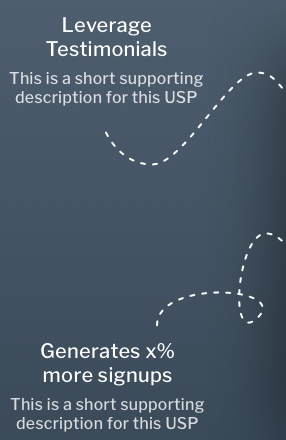 Leverage
Testimonials
This is a short supporting
description for this USP
Generates x%
more signups
This is a short supporting
description for this USP